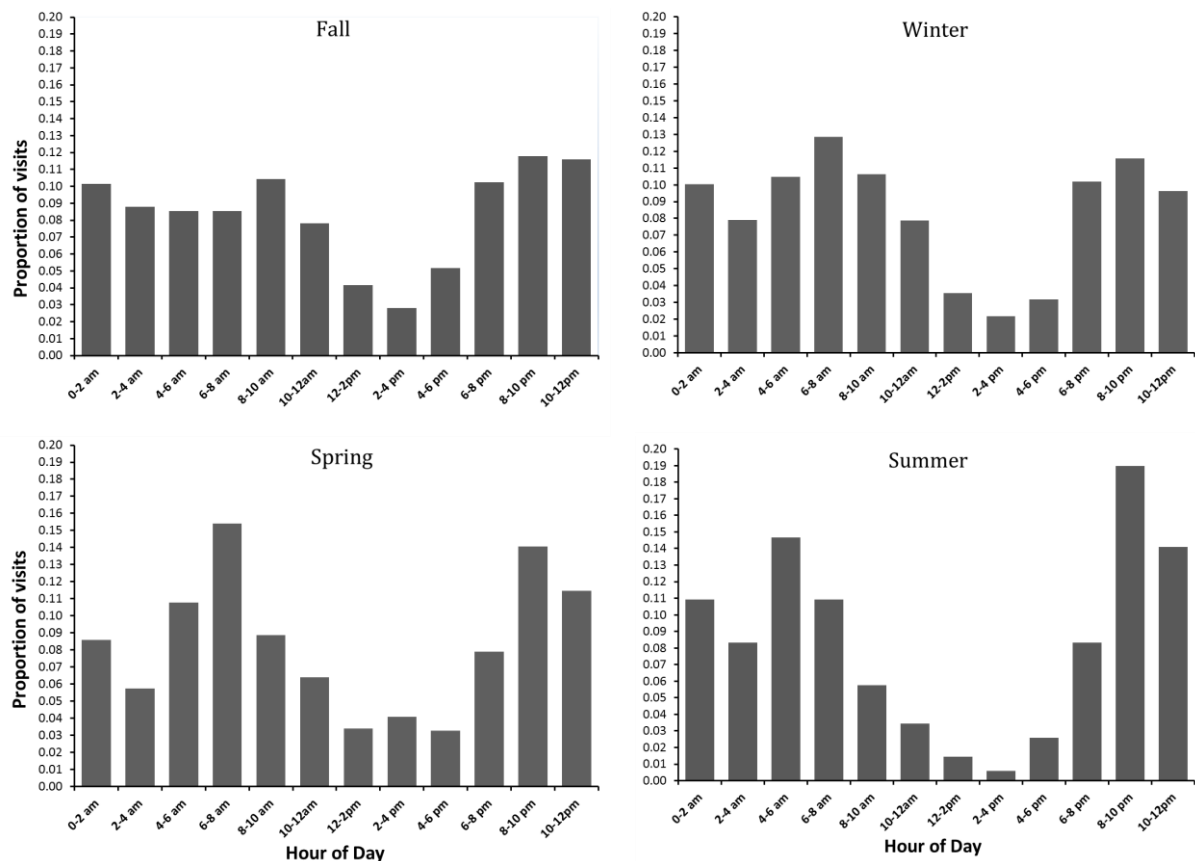 Fall
Proportion of visits
0.20
0.19
0.18
0.17
0.16
0.15
0.14
0.13
0.12
0.11
0.10
0.09
0.08
0.07
0.06
0.05
0.04
0.03
0.02
0.01
0.00
0-2 am
2-4 am
4-6 am
6-8 am
8-10 am
10-12am
12-2pm
2-4 pm
4-6 pm
6-8 pm
8-10 pm
10-12pm
Winter
0.20
0.19
0.18
0.17
0.16
0.15
0.14
0.13
0.12
0.11
0.10
0.09
0.08
0.07
0.06
0.05
0.04
0.03
0.02
0.01
0.00
0-2 am
2-4 am
4-6 am
6-8 am
8-10 am
10-12am
12-2pm
2-4 pm
4-6 pm
6-8 pm
8-10 pm
10-12pm
Spring
Proportion of visits
0.20
0.19
0.18
0.17
0.16
0.15
0.14
0.13
0.12
0.11
0.10
0.09
0.08
0.07
0.06
0.05
0.04
0.03
0.02
0.01
0.00
0-2 am
2-4 am
4-6 am
6-8 am
8-10 am
10-12am
12-2pm
2-4 pm
4-6 pm
6-8 pm
8-10 pm
10-12pm
Hour of Day
Summer
0.20
0.19
0.18
0.17
0.16
0.15
0.14
0.13
0.12
0.11
0.10
0.09
0.08
0.07
0.06
0.05
0.04
0.03
0.02
0.01
0.00
0-2 am
2-4 am
4-6 am
6-8 am
8-10 am
10-12am
12-2pm
2-4 pm
4-6 pm
6-8 pm
8-10 pm
10-12pm
Hour of Day